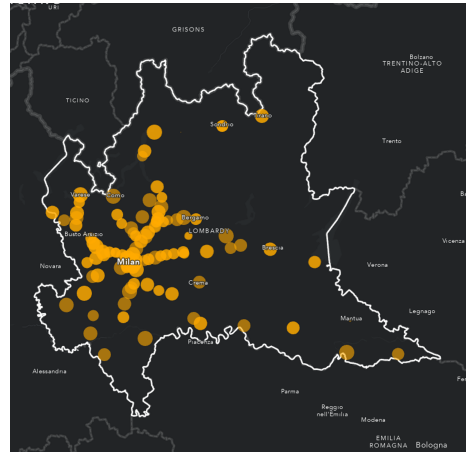 URI
GRISONS
Bolzano
TRENTINO-ALTO
ADIGE
TICINO
Sondrio
Trento
Varese
Como
Bergamo
LOMBARDY
Busto Arsizio
Brescia
Vicenza
Novara
Milan
Verona
Crema
Legnago
Mantua
Piacenza
Alessandria
Parma
Reggio
nell'Emilia
Modena
EMILIA
ROMAGNA
Bologna